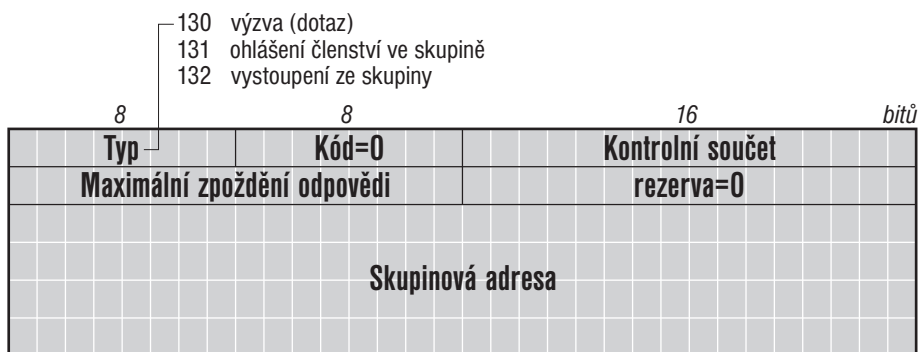 130 výzva (dotaz)
131 ohlášení členství ve skupině
132 vystoupení ze skupiny
8 8 16 bitů
Typ Kód=0 Kontrolní součet
Maximální zpoždění odpovědi rezerva=0
Skupinová adresa